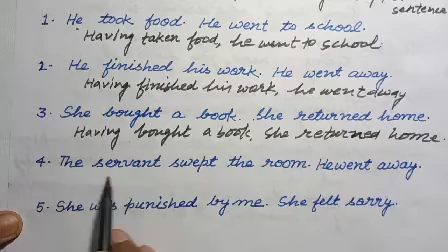 sentence
1. He took food. He went to school.
Having taken food, he went to school
2. He finished his work. He went away.
Having finished his work, he went away
3. She bought a book. She returned home.
Having bought a book, She returned home.
4. The servant swept the room. He went away.
5. She was punished by me. She felt sorry.